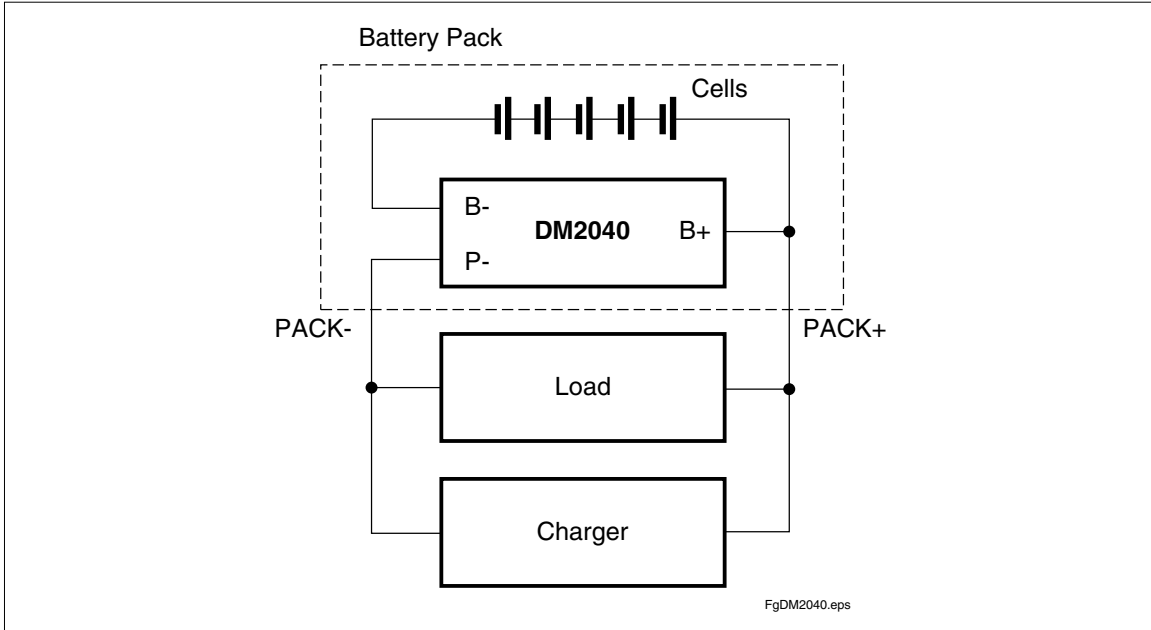 Battery Pack
Cells
B-
DM2040
B+
P-
PACK-
PACK+
Load
Charger
FgDM2040.eps